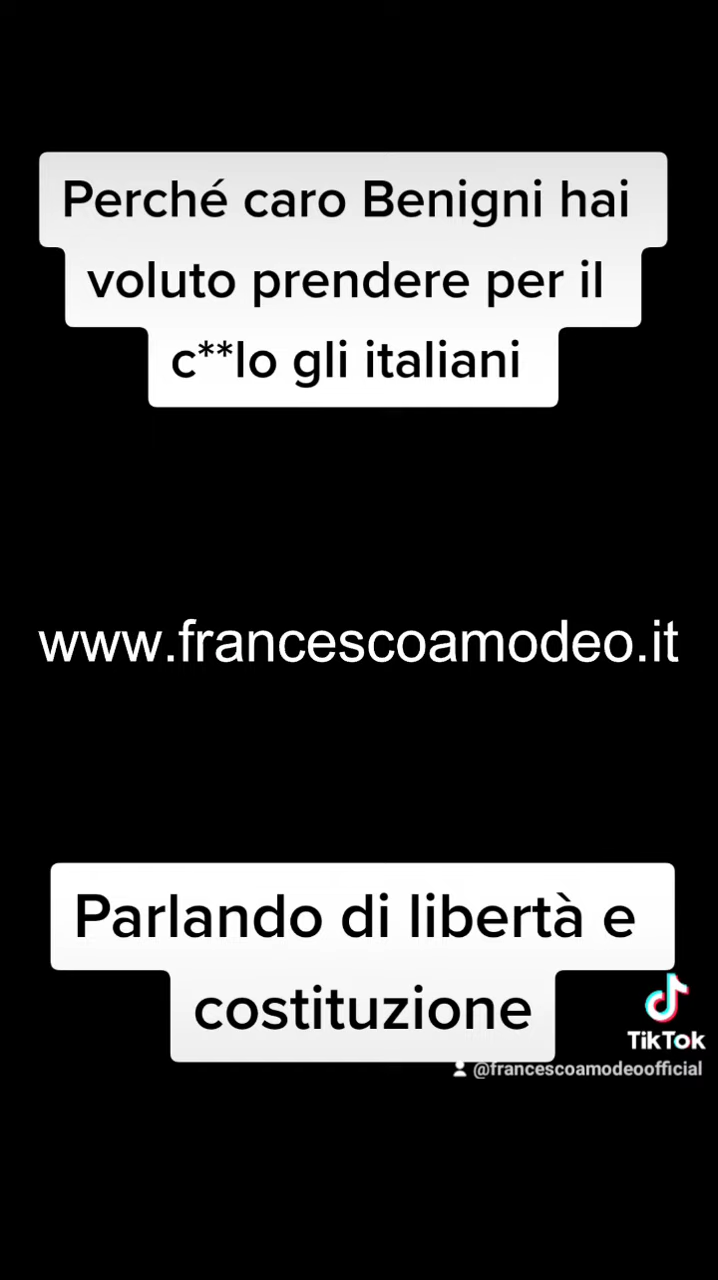 Perché caro Benigni hai
voluto prendere per il
c**lo gli italiani
www.francescoamodeo.it
Parlando di libertà e
costituzione
TikTok
@francescoamodeoofficial